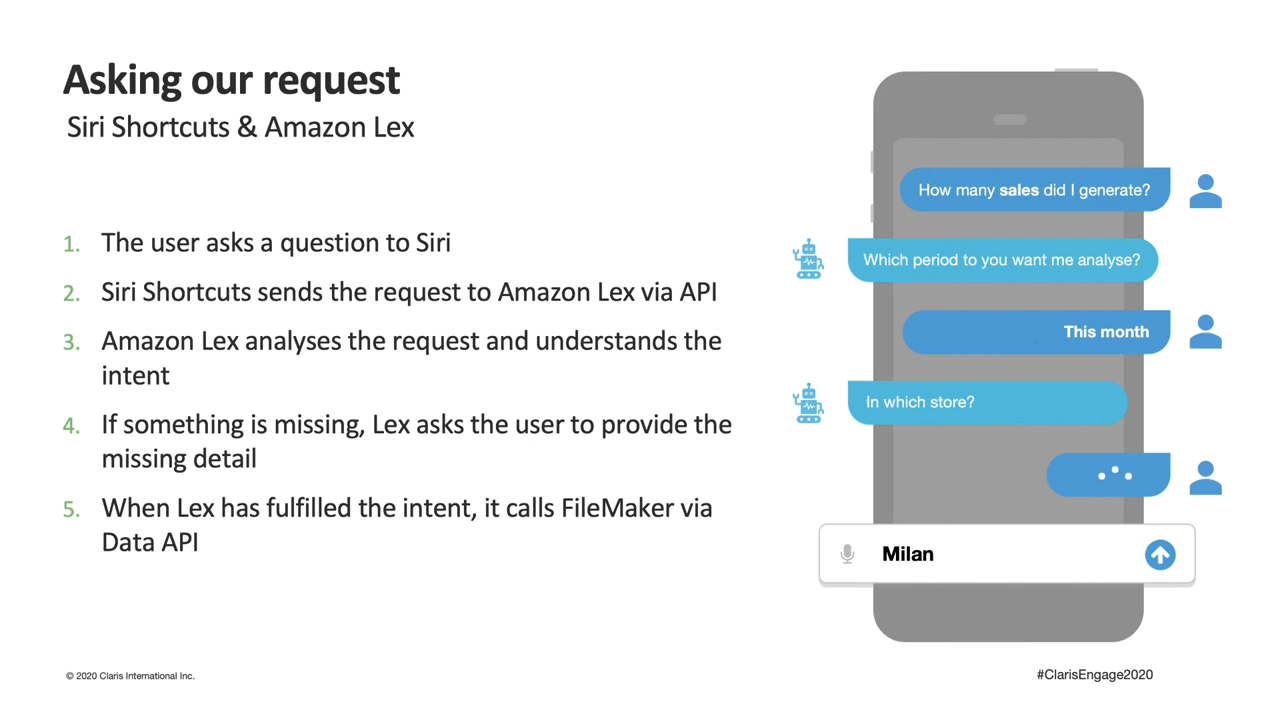 Asking our request
Siri Shortcuts & Amazon Lex
1. The user asks a question to Siri
2. Siri Shortcuts sends the request to Amazon Lex via API
3. Amazon Lex analyses the request and understands the
intent
4. If something is missing, Lex asks the user to provide the
missing detail
5. When Lex has fulfilled the intent, it calls FileMaker via
Data API
How many sales did I generate?
Which period to you want me analyse?
This month
In which store?
Milan
© 2020 Claris International Inc.
#ClarisEngage2020